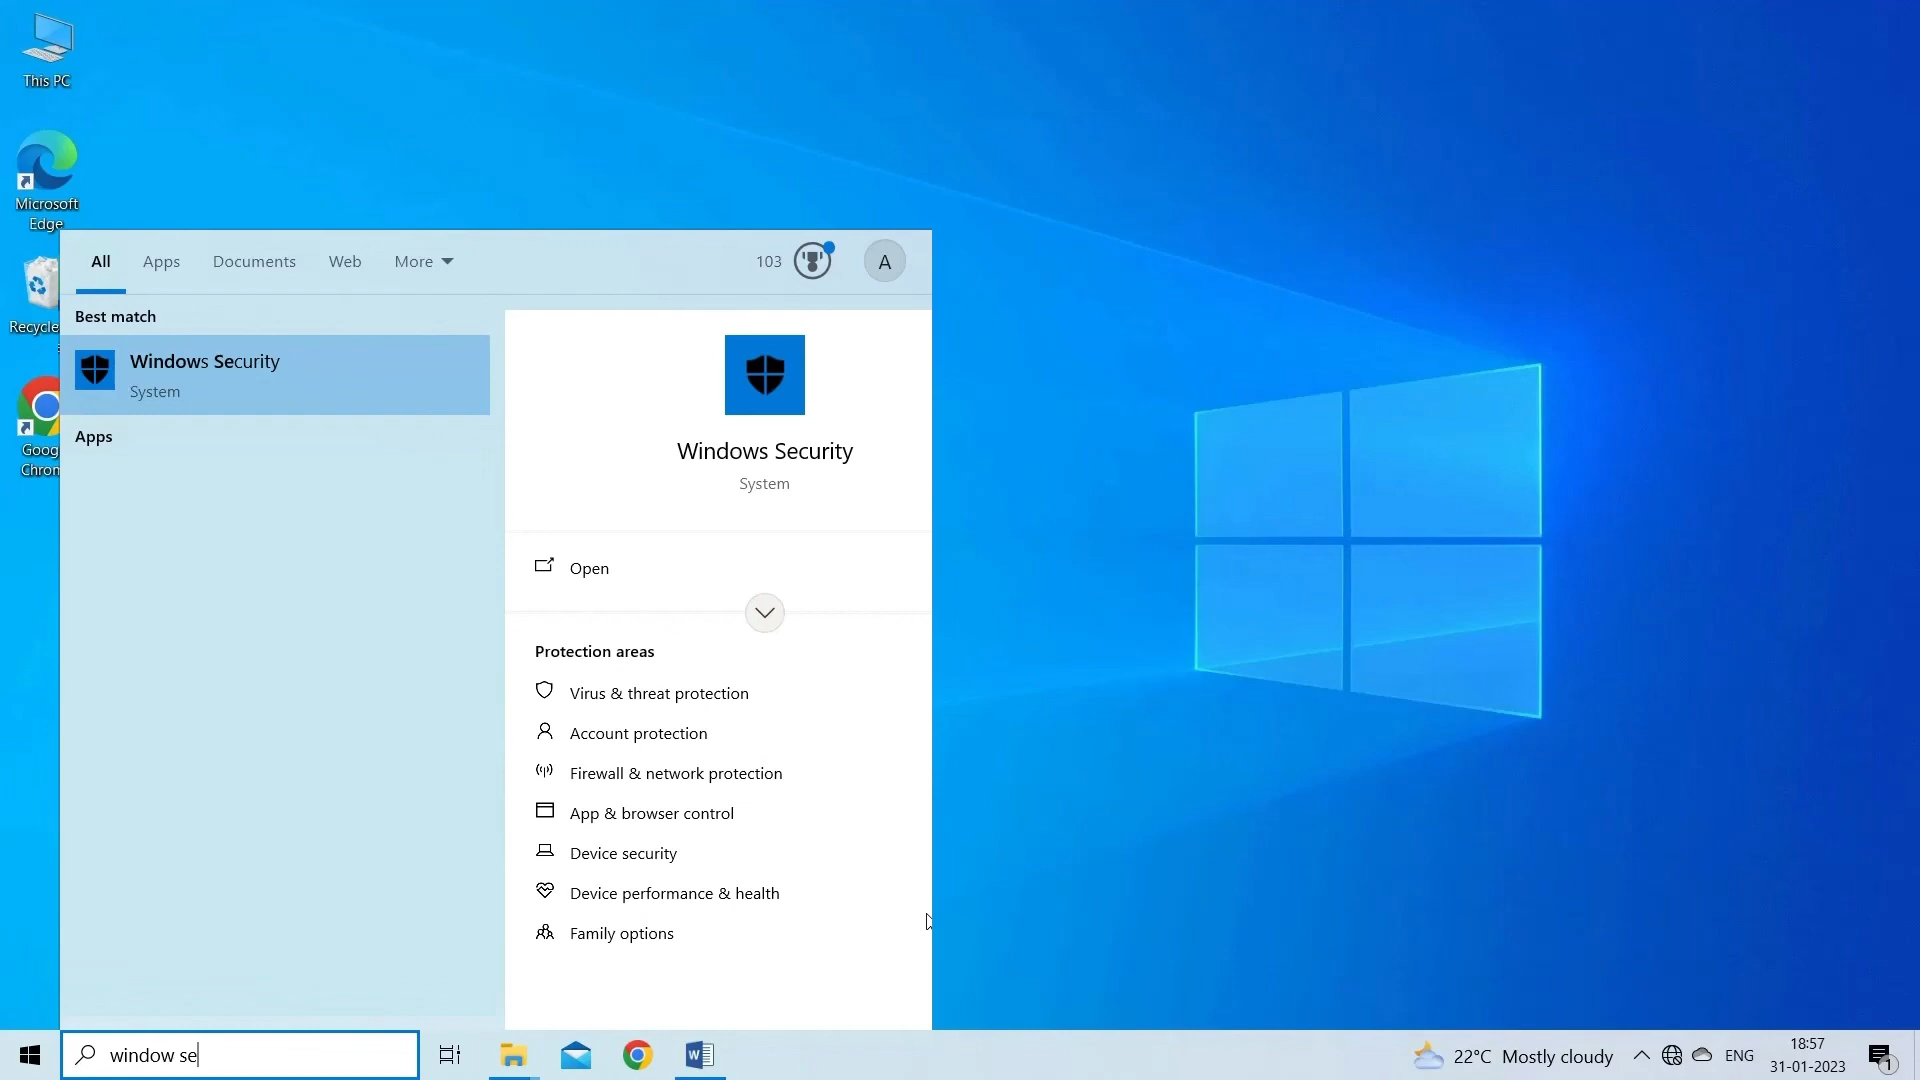 This PC
Microsoft
Edge
Recycle
Goog
Chrom
All Apps Documents Web More 103 A
Best match
Windows Security
System
Apps
Windows Security
System
Open
Protection areas
Virus & threat protection
Account protection
Firewall & network protection
App & browser control
Device security
Device performance & health
Family options
window se
W
22°C Mostly cloudy
ENG
18:57
31-01-2023
1